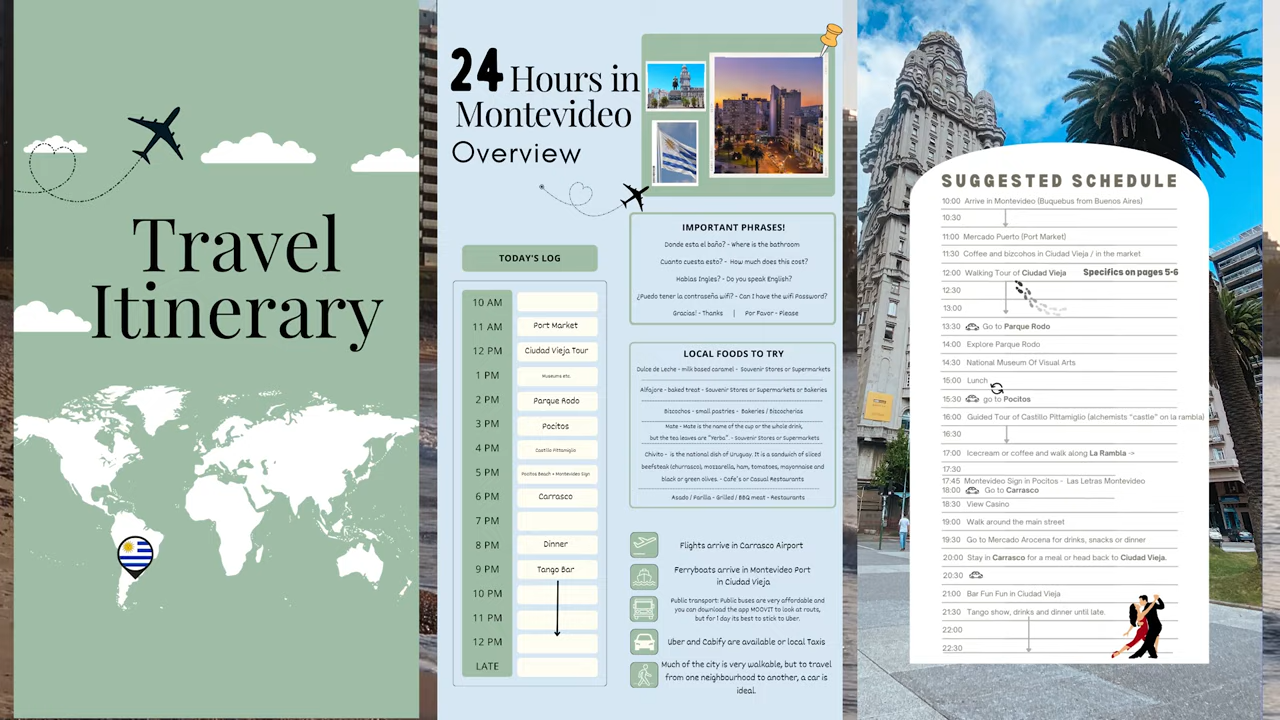 Travel
Itinerary
24 Hours in
Montevideo
Overview
TODAY'S LOG
10 AM
11 AM Port Market
12 PM Ciudad Vieja Tour
1 PM Museums etc.
2 PM Parque Rodo
3 PM Pocitos
4 PM Castillo Pittamiglio
5 PM Pocitos Beach + Montevideo Sign
6 PM Carrasco
7 PM
8 PM Dinner
9 PM Tango Bar
10 PM
11 PM
12 PM
LATE
IMPORTANT PHRASES!
Donde esta el baño? - Where is the bathroom
Cuanto cuesta esto? - How much does this cost?
Hablas Ingles? - Do you speak English?
¿Puedo tener la contraseña wifi? - Can I have the wifi Password?
Gracias! - Thanks | Por Favor - Please
LOCAL FOODS TO TRY
Dulce de Leche - milk based caramel - Souvenir Stores or Supermarkets
Alfajore - baked treat - Souvenir Stores or Supermarkets or Bakeries
Biscochos - small pastries - Bakeries / biscocherias
Mate - Mate is the name of the cup or the whole drink,
but the tea leaves are "Yerba". - Souvenir Stores or Supermarkets
Chivito - is the national dish of Uruguay. It is a sandwich of sliced
beefsteak (churrasco), mozzarella, ham, tomatoes, mayonnaise and
black or green olives. - Cafe's or Casual Restaurants
Asado / Parilla - Grilled / BBQ meat - Restaurants
Flights arrive in Carrasco Airport
Ferryboats arrive in Montevideo Port
in Ciudad Vieja
Public transport: Public buses are very affordable and
you can download the app MOOVIT to look at routes,
but for 1 day its best to stick to Uber.
Uber and Cabify are available or local Taxis
Much of the city is very walkable, but to travel
from one neighbourhood to another, a car is
ideal.
SUGGESTED SCHEDULE
10:00 Arrive in Montevideo (Buquebus from Buenos Aires)
10:30
11:00 Mercado Puerto (Port Market)
11:30 Coffee and bizcohos in Ciudad Vieja / in the market
12:00 Walking Tour of Ciudad Vieja Specifics on pages 5-6
12:30
13:00
13:30 Go to Parque Rodo
14:00 Explore Parque Rodo
14:30 National Museum Of Visual Arts
15:00 Lunch
15:30 go to Pocitos
16:00 Guided Tour of Castillo Pittamiglio (alchemists "castle" on la rambla)
16:30
17:00 Icecream or coffee and walk along La Rambla ->
17:30
17:45 Montevideo Sign in Pocitos - Las Letras Montevideo
18:00 Go to Carrasco
18:30 View Casino
19:00 Walk around the main street
19:30 Go to Mercado Arocena for drinks, snacks or dinner
20:00 Stay in Carrasco for a meal or head back to Ciudad Vieja.
20:30
21:00 Bar Fun Fun in Ciudad Vieja
21:30 Tango show, drinks and dinner until late.
22:00
22:30